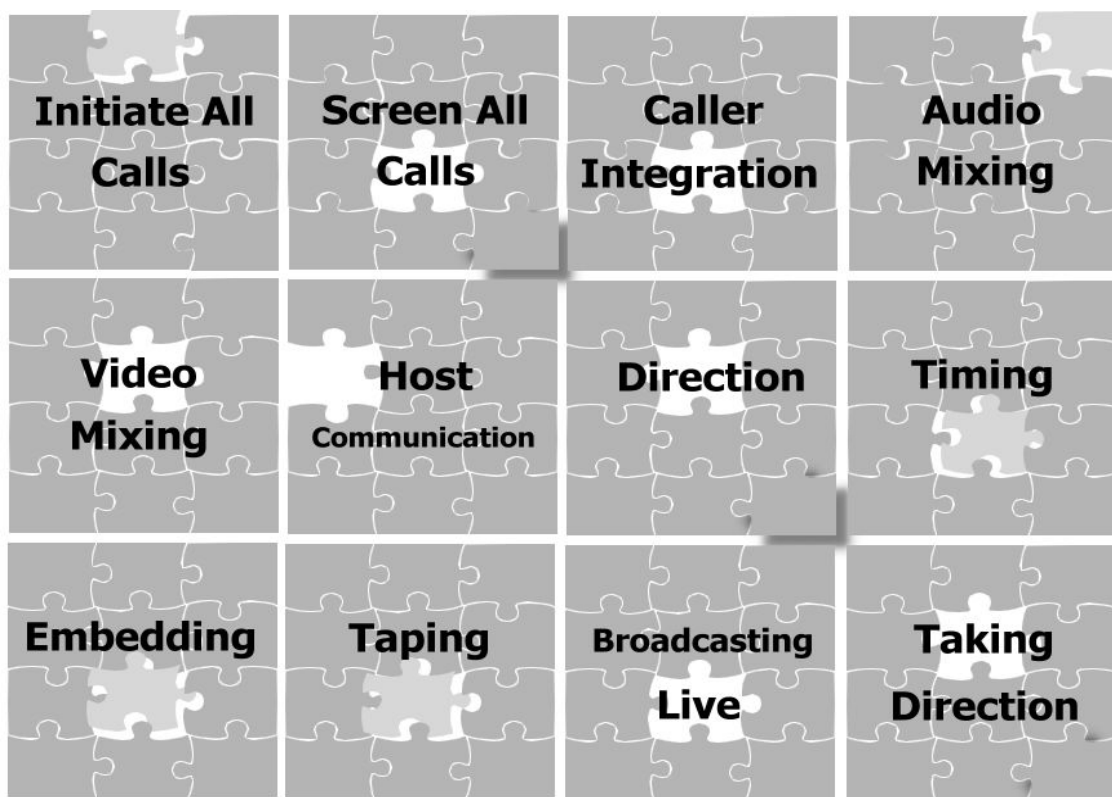 Initiate All
Calls
Screen All
Calls
Caller
Integration
Audio
Mixing
Video
Mixing
Host
Communication
Direction
Timing
Embedding
Taping
Broadcasting
Live
Taking
Direction